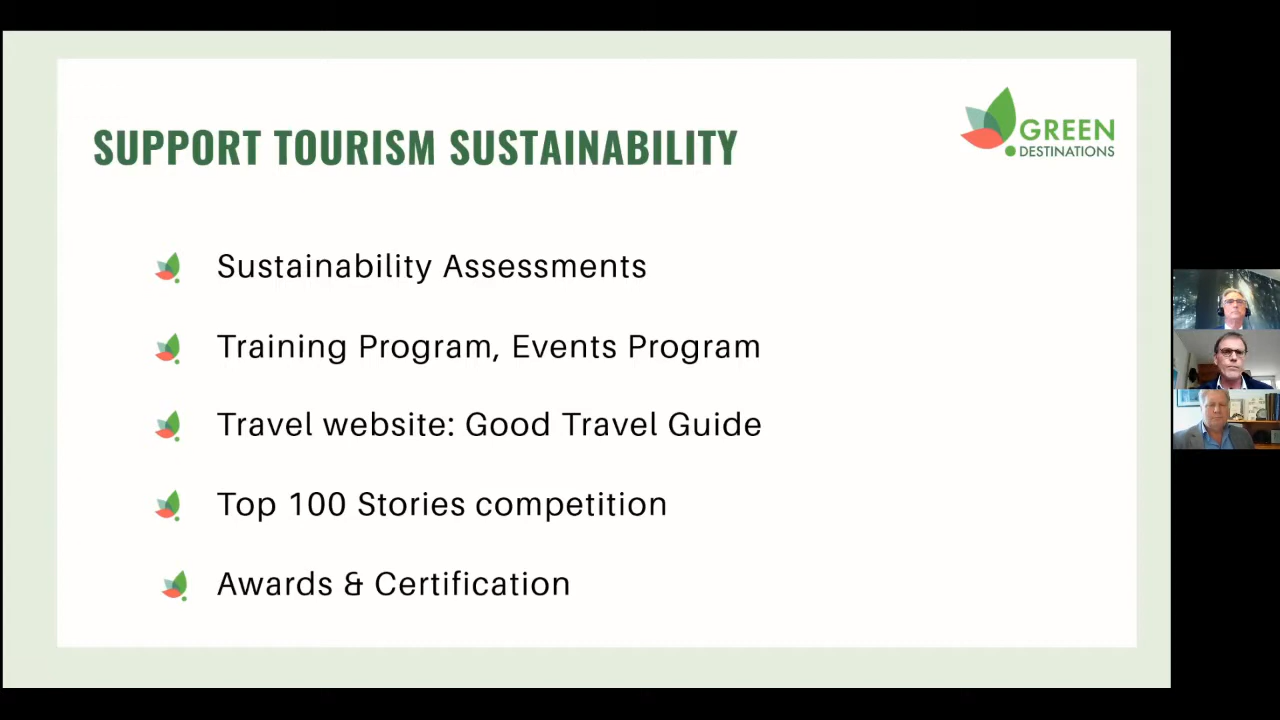 SUPPORT TOURISM SUSTAINABILITY
GREEN
DESTINATIONS
Sustainability Assessments
Training Program, Events Program
Travel website: Good Travel Guide
Top 100 Stories competition
Awards & Certification